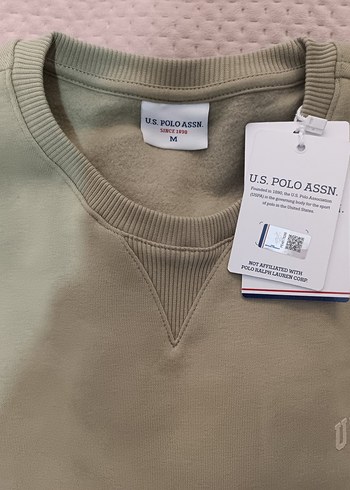 U.S. POLO ASSN.
SINCE 1890
M
U.S. POLO ASSN.
Founded in 1890, the U.S. Polo Association
(USPA) is the governing body for the sport
of polo in the United States.
NOT AFFILIATED WITH
POLO RALPH LAUREN CORP.
U